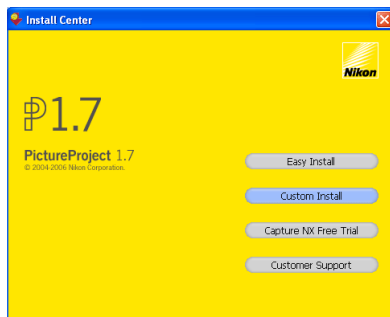 Install Center
Nikon
P1.7
PictureProject 1.7
© 2004-2006 Nikon Corporation.
Easy Install
Custom Install
Capture NX Free Trial
Customer Support